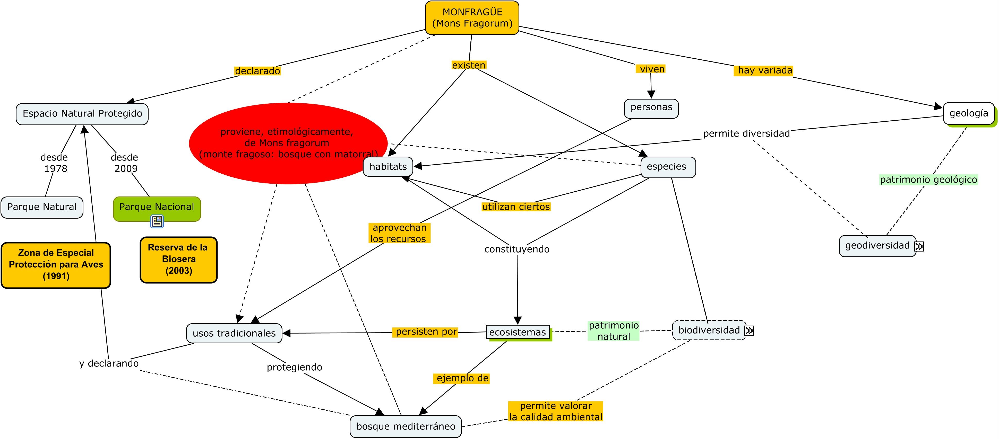 MONFRAGÜE
(Mons Fragorum)
declarado
existen
viven
hay variada
Espacio Natural Protegido
personas
geología
proviene, etimológicamente,
de Mons fragorum
(monte fragoso: bosque con matorral)
permite diversidad
desde
1978
desde
2009
habitats
especies
patrimonio geológico
Parque Natural
Parque Nacional
utilizan ciertos
aprovechan
los recursos
Zona de Especial
Protección para Aves
(1991)
Reserva de la
Biosera
(2003)
constituyendo
geodiversidad
usos tradicionales
persisten por
ecosistemas
patrimonio
natural
biodiversidad
y declarando
protegiendo
ejemplo de
permite valorar
la calidad ambiental
bosque mediterráneo